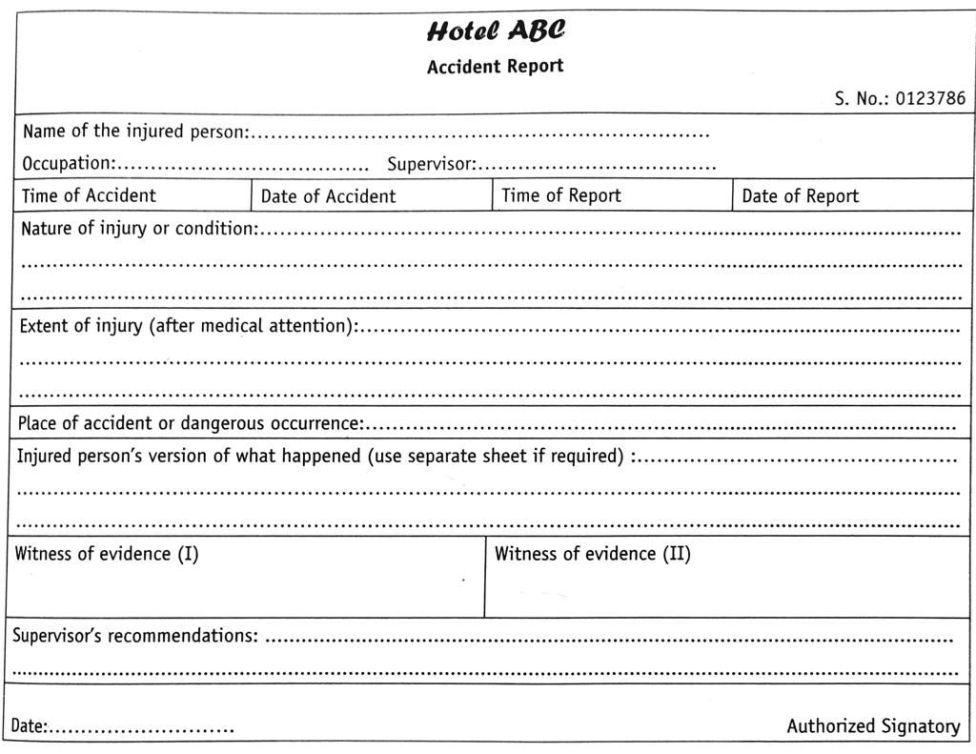 Hotel ABC
Accident Report
S. No.: 0123786
Name of the injured person:
Occupation: Supervisor:
Time of Accident Date of Accident Time of Report Date of Report
Nature of injury or condition:
Extent of injury (after medical attention):
Place of accident or dangerous occurrence:
Injured person's version of what happened (use separate sheet if required) :
Witness of evidence (I) Witness of evidence (II)
Supervisor's recommendations:
Date: Authorized Signatory